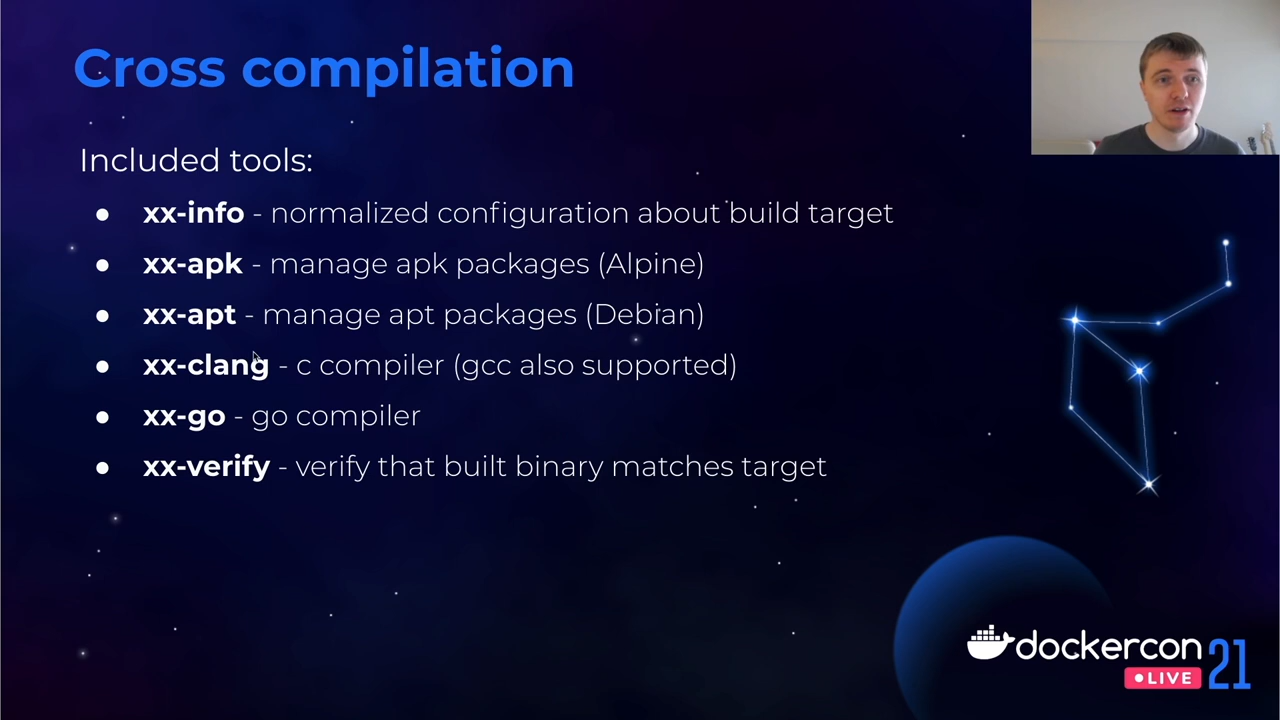 Cross compilation
Included tools:
● xx-info - normalized configuration about build target
● xx-apk - manage apk packages (Alpine)
● xx-apt - manage apt packages (Debian)
● xx-clang - c compiler (gcc also supported)
● xx-go - go compiler
● xx-verify - verify that built binary matches target
dockercon 21
LIVE